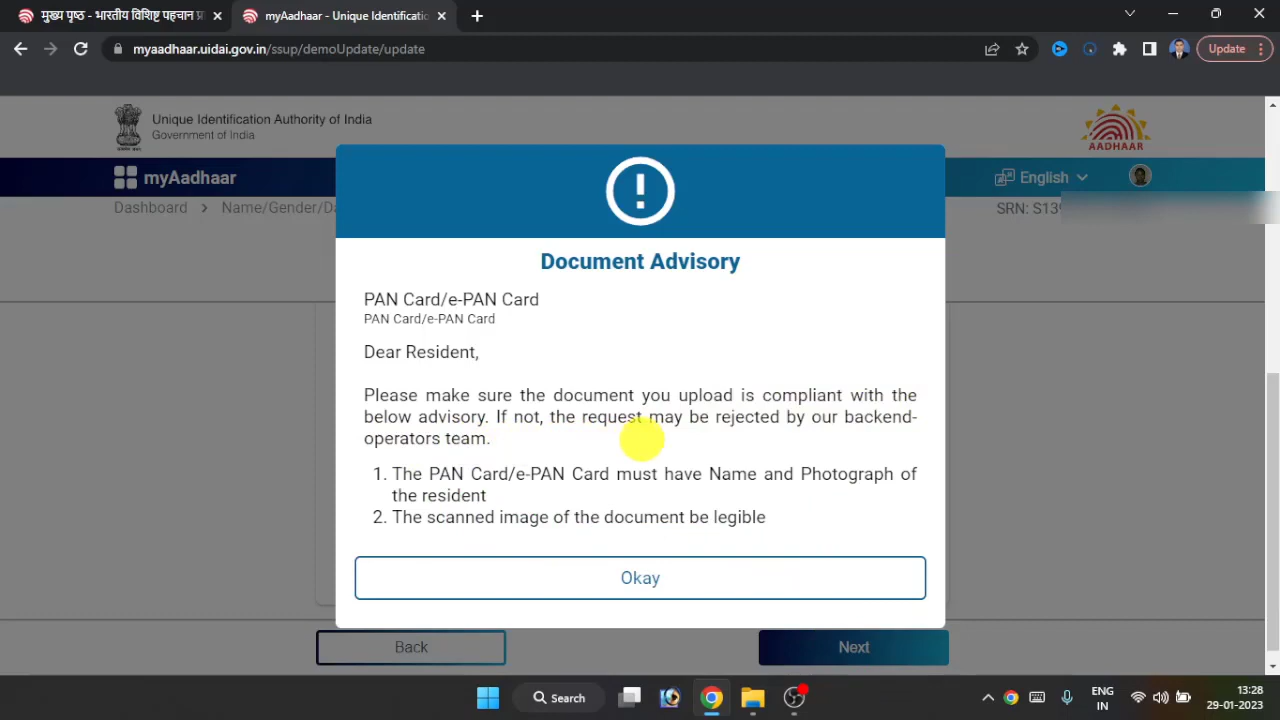 मुख्य पृष्ठ - भारतीय विशिष्ट पहचान प्र
myAadhaar - Unique Identificatio
myaadhaar.uidai.gov.in/ssup/demoUpdate/update
Update
Unique Identification Authority of India
Government of India
AADHAAR
myAadhaar
English
Dashboard > Name/Gender/Da
SRN: S139
Document Advisory
PAN Card/e-PAN Card
PAN Card/e-PAN Card
Dear Resident,
Please make sure the document you upload is compliant with the
below advisory. If not, the request may be rejected by our backend-
operators team.
1. The PAN Card/e-PAN Card must have Name and Photograph of
the resident
2. The scanned image of the document be legible
Okay
Back
Next
Search
ENG
IN
13:28
29-01-2023